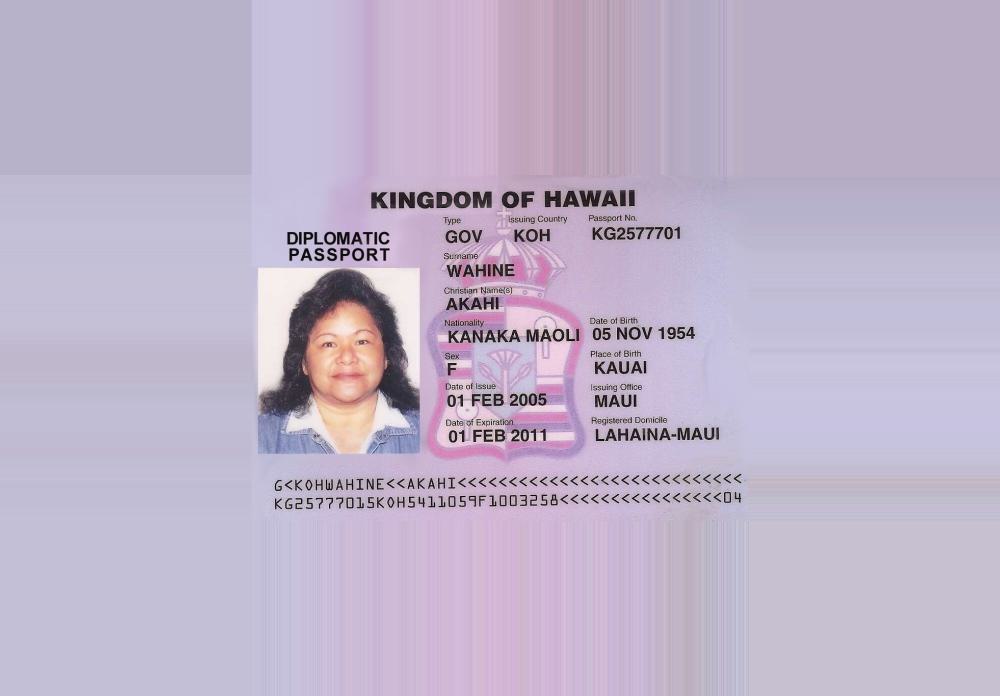 KINGDOM OF HAWAII
DIPLOMATIC
PASSPORT
Type Issuing Country Passport No.
GOV KOH KG2577701
Surname
WAHINE
Christian Name(s)
AKAHI
Nationality Date of Birth
KANAKA MAOLI 05 NOV 1954
Sex Place of Birth
F KAUAI
Date of Issue Issuing Office
01 FEB 2005 MAUI
Date of Expiration Registered Domicile
01 FEB 2011 LAHAINA-MAUI
G<KOHWAHINE<<AKAHI<<<<<<<<<<<<<<<<<<<<<<<<<<
KG25777015KOH5411059F1003258<<<<<<<<<<<<<<04